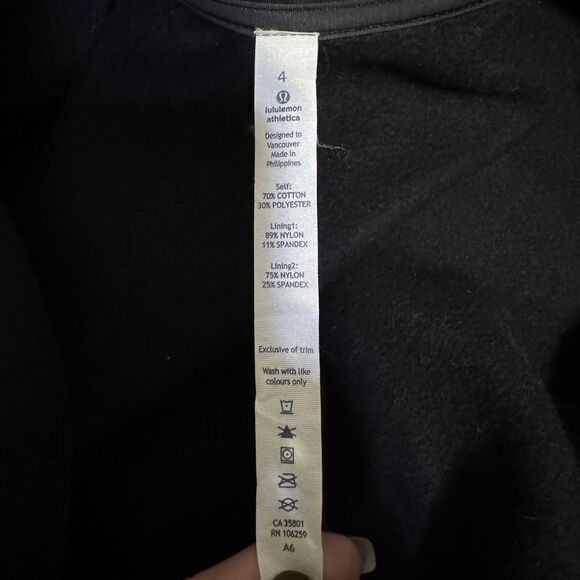 4
lululemon
athletica
Designed in
Vancouver
Made in
Philippines
Self:
70% COTTON
30% POLYESTER
Lining1:
89% NYLON
11% SPANDEX
Lining2:
75% NYLON
25% SPANDEX
Exclusive of trim
Wash with like
colours only
CA 35801
RN 106259
A6